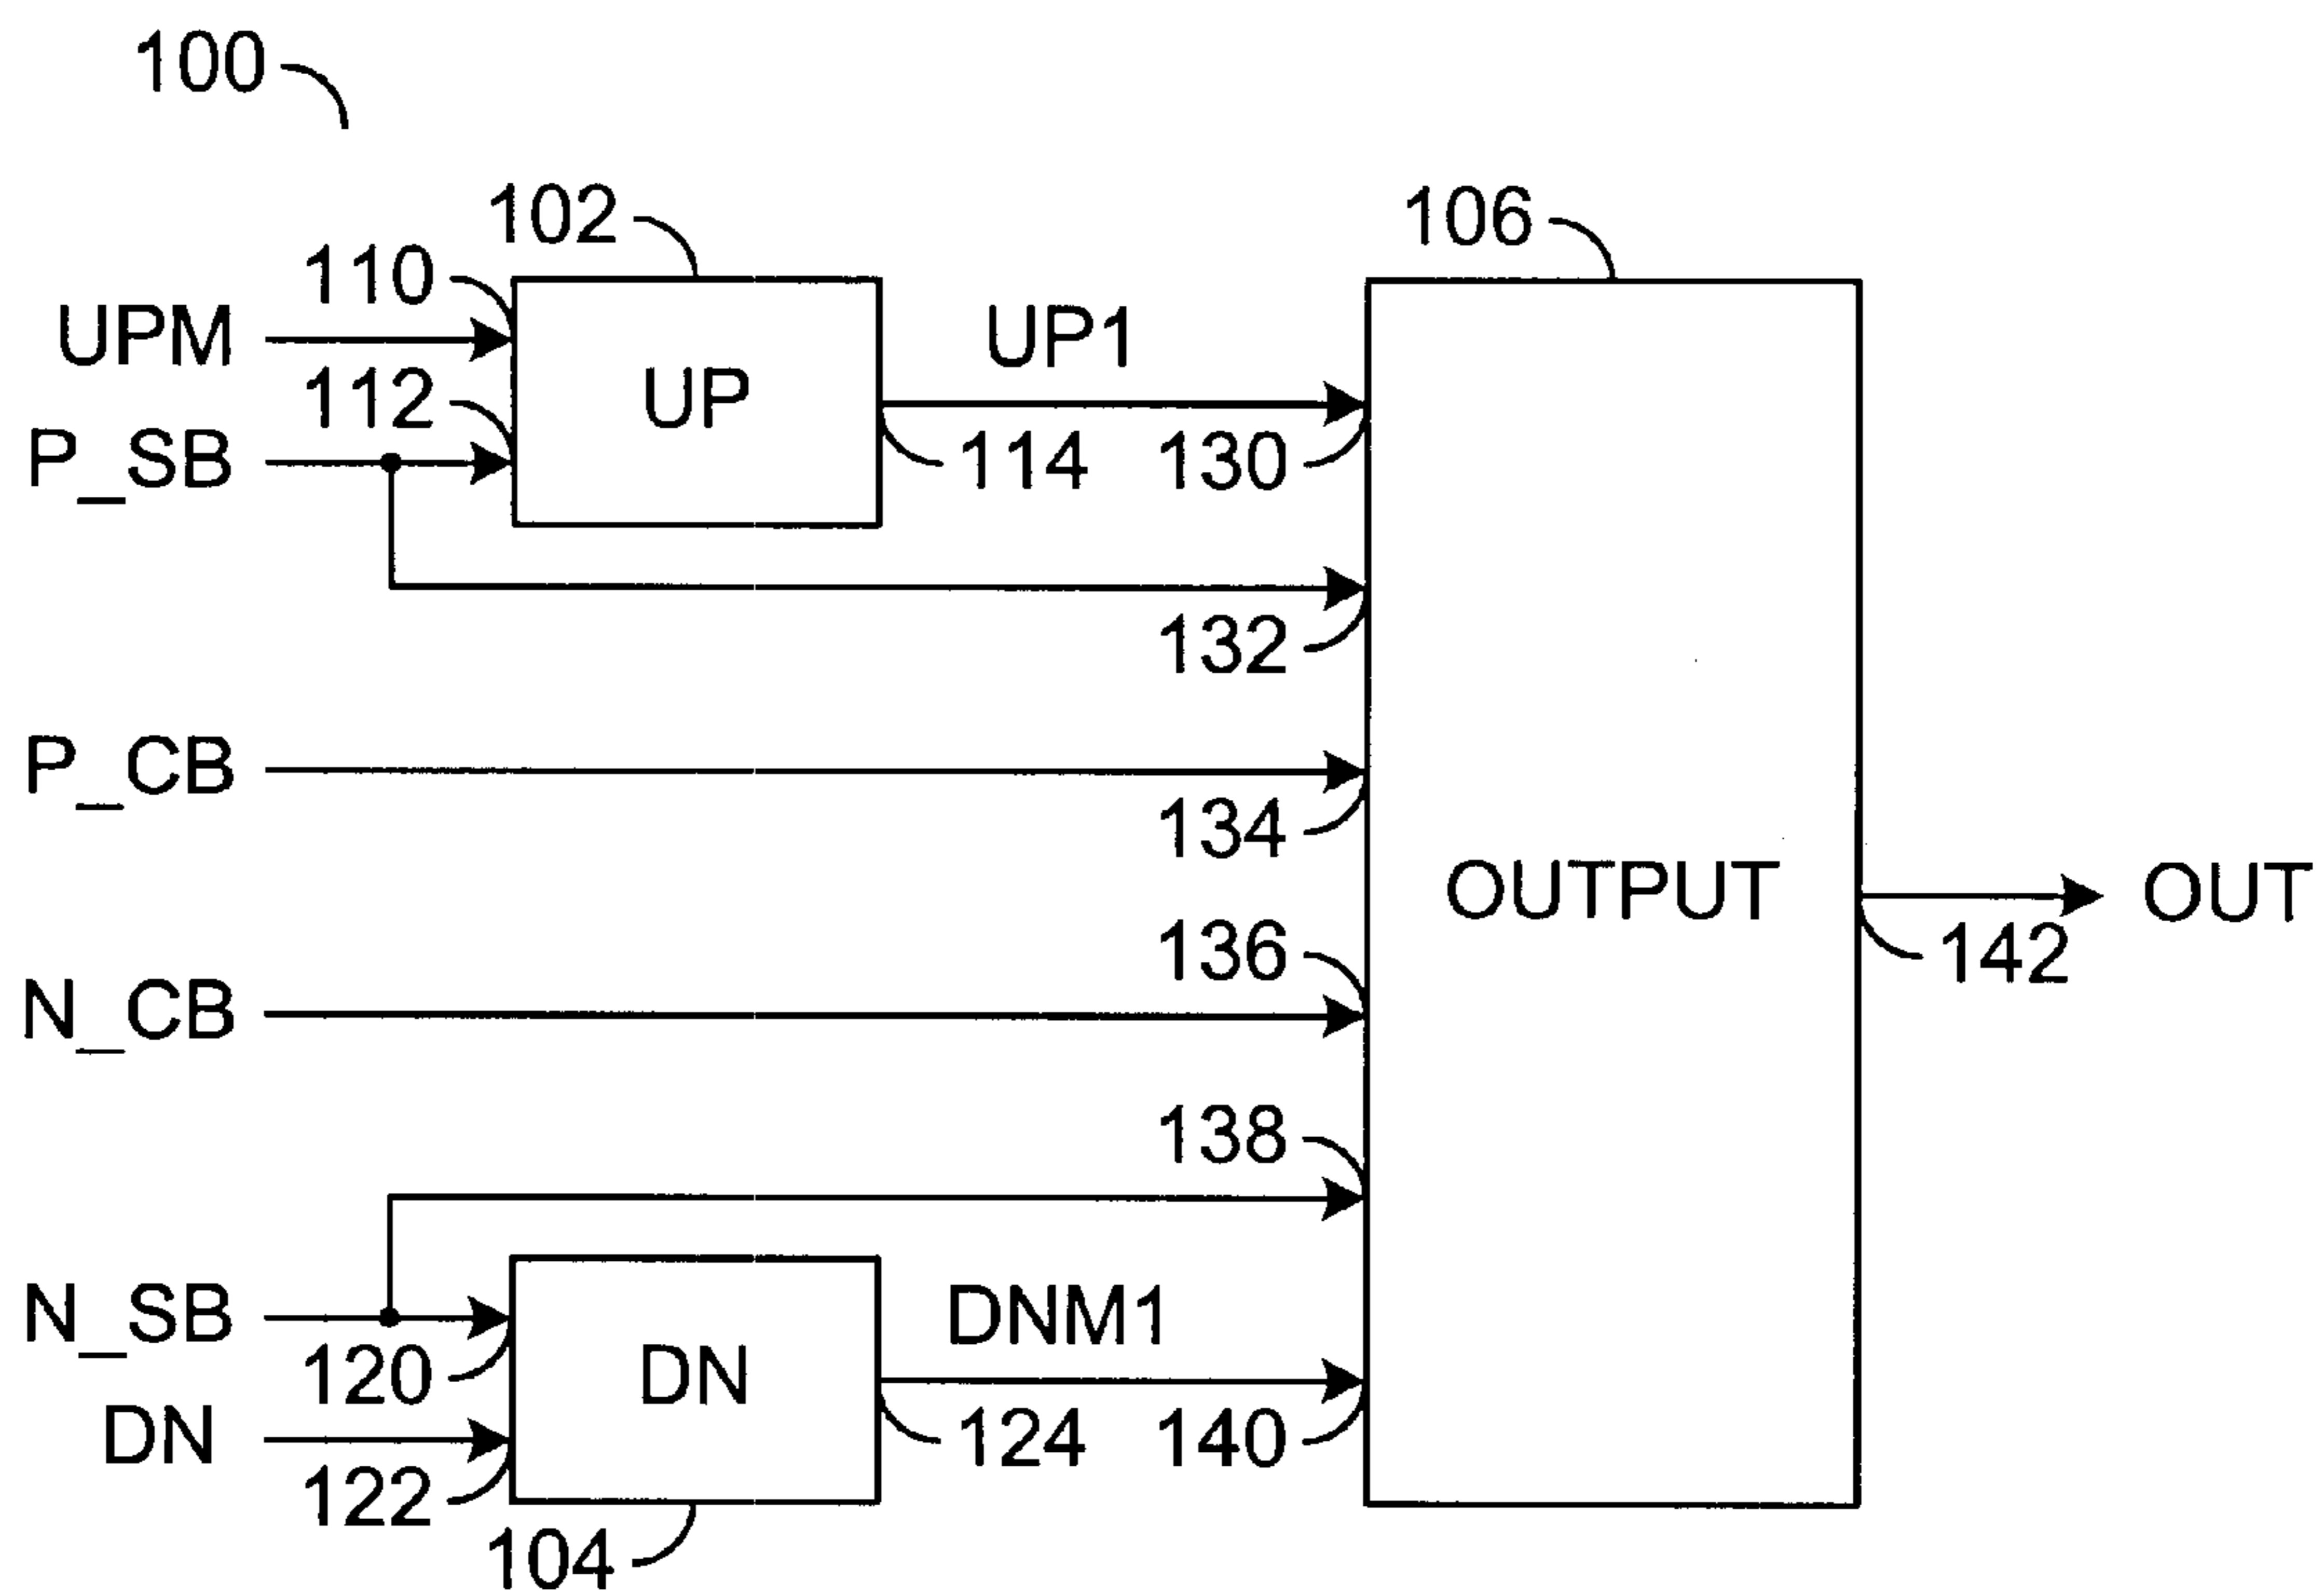 100
102
106
110
UPM
UP1
112
UP
P_SB
114
130
132
P_CB
134
OUTPUT
OUT
136
142
N_CB
138
N_SB
DNM1
120
DN
DN
124
140
122
104